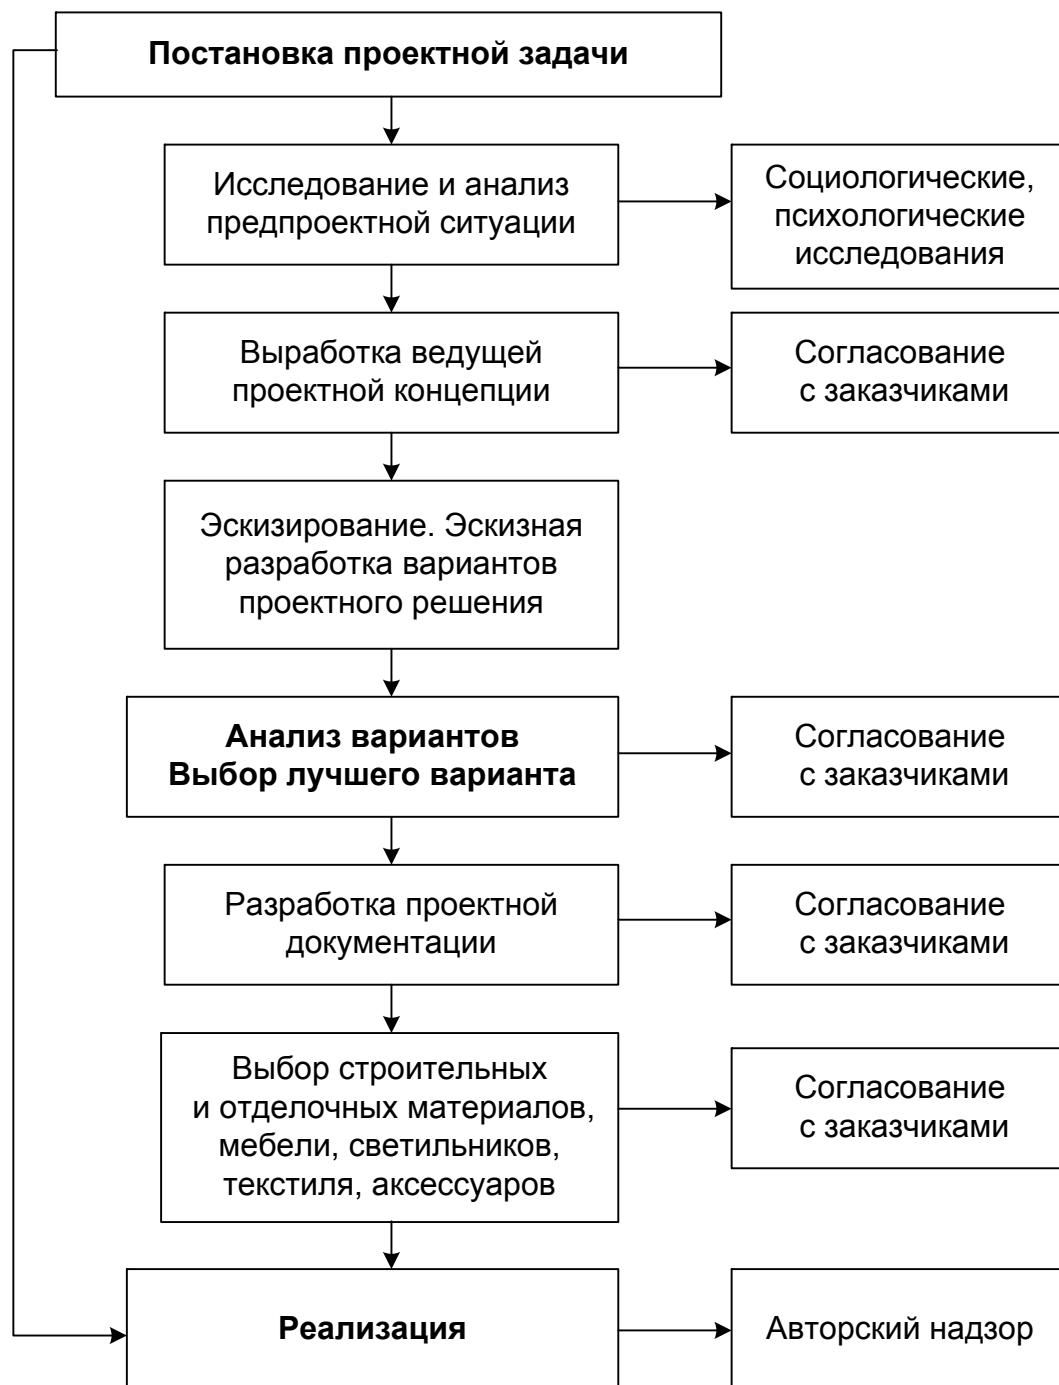 Постановка проектной задачи
Исследование и анализ
предпроектной ситуации
Социологические,
психологические
исследования
Выработка ведущей
проектной концепции
Согласование
с заказчиками
Эскизирование. Эскизная
разработка вариантов
проектного решения
Анализ вариантов
Выбор лучшего варианта
Согласование
с заказчиками
Разработка проектной
документации
Согласование
с заказчиками
Выбор строительных
и отделочных материалов,
мебели, светильников,
текстиля, аксессуаров
Согласование
с заказчиками
Реализация
Авторский надзор